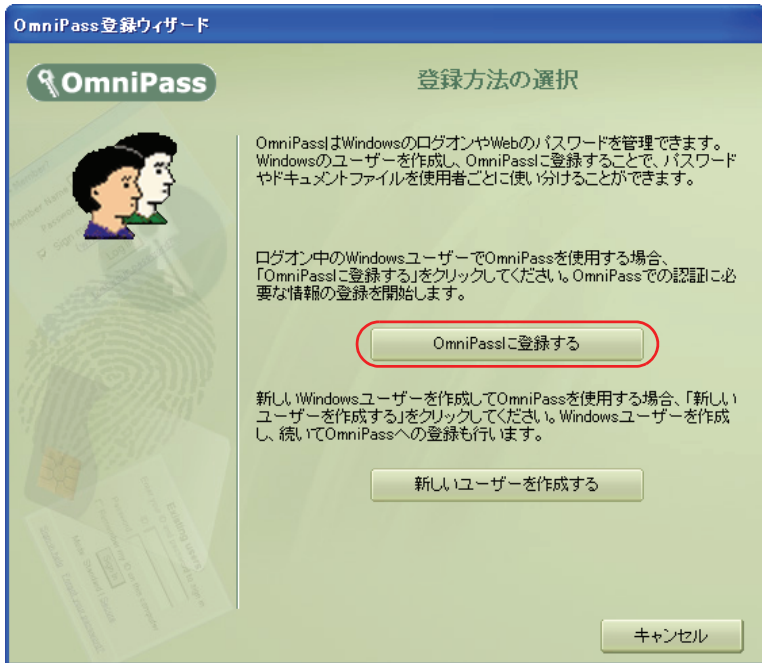 OmniPass登録ウィザード
OmniPass
登録方法の選択
OmniPassはWindowsのログオンやWebのパスワードを管理できます。
Windowsのユーザーを作成し、OmniPassに登録することで、パスワード
やドキュメントファイルを使用者ごとに使い分けることができます。
ログオン中のWindowsユーザーでOmniPassを使用する場合、
「OmniPassに登録する」をクリックしてください。OmniPassでの認証に必
要な情報の登録を開始します。
OmniPassに登録する
新しいWindowsユーザーを作成してOmniPassを使用する場合、「新しい
ユーザーを作成する」をクリックしてください。Windowsユーザーを作成
し、続いてOmniPassへの登録も行います。
新しいユーザーを作成する
キャンセル